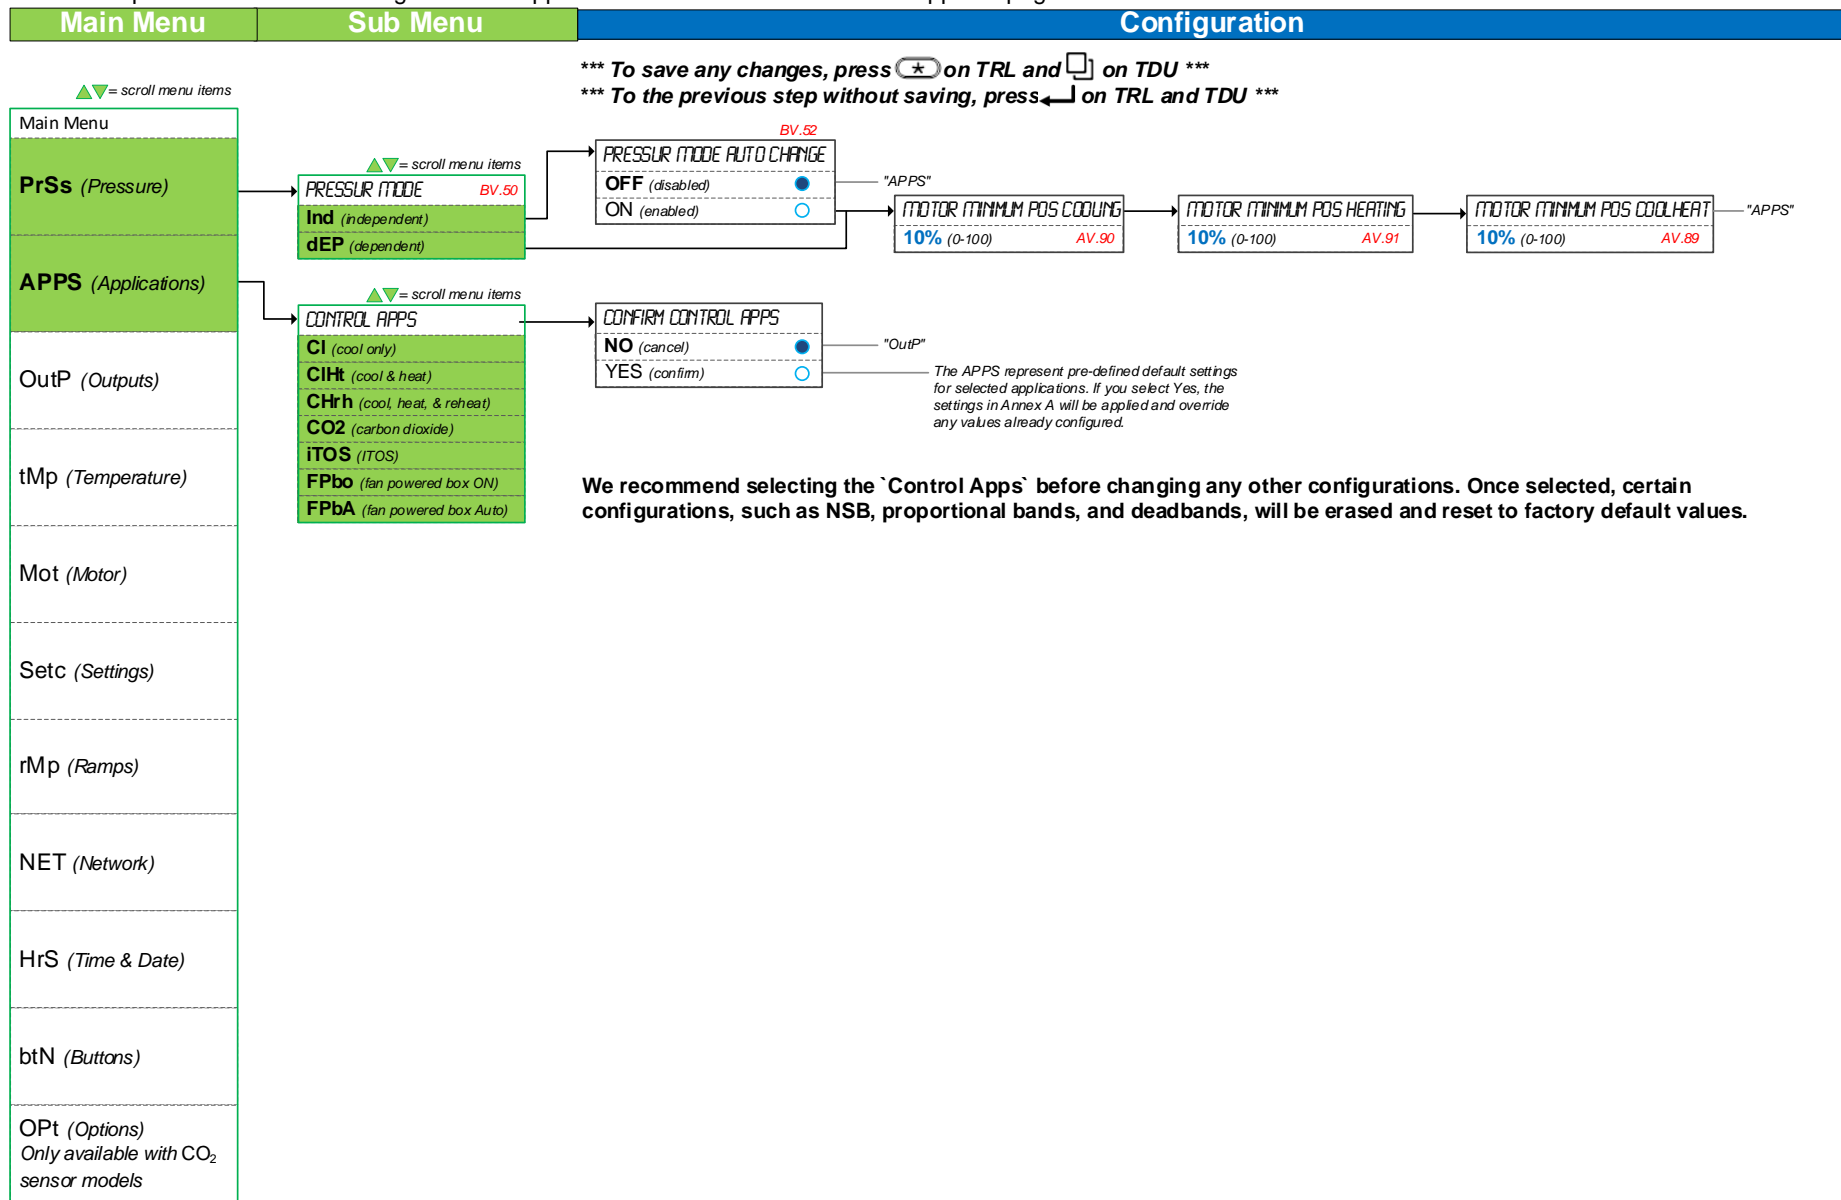 Main Menu
Sub Menu
Configuration
*** To save any changes, press on TRL and on TDU ***
*** To the previous step without saving, press on TRL and TDU ***
= scroll menu items
Main Menu
PrSs (Pressure)
APPS (Applications)
OutP (Outputs)
tMp (Temperature)
Mot (Motor)
Setc (Settings)
rMp (Ramps)
NET (Network)
HrS (Time & Date)
btN (Buttons)
OPt (Options)
Only available with CO2
sensor models
= scroll menu items
PRESSUR MODE BV.50
Ind (independent)
dEP (dependent)
BV.52
PRESSUR MODE AUTO CHANGE
OFF (disabled)
"APPS"
ON (enabled)
MOTOR MINIMUM POS COOLING
10% (0-100) AV.90
MOTOR MINIMUM POS HEATING
10% (0-100) AV.91
MOTOR MINIMUM POS COOLHEAT
10% (0-100) AV.89
"APPS"
= scroll menu items
CONTROL APPS
Cl (cool only)
ClHt (cool & heat)
CHrh (cool, heat, & reheat)
CO2 (carbon dioxide)
iTOS (ITOS)
FPbo (fan powered box ON)
FPbA (fan powered box Auto)
CONFIRM CONTROL APPS
NO (cancel)
"OutP"
YES (confirm)
The APPS represent pre-defined default settings
for selected applications. If you select Yes, the
settings in Annex A will be applied and override
any values already configured.
We recommend selecting the `Control Apps` before changing any other configurations. Once selected, certain
configurations, such as NSB, proportional bands, and deadbands, will be erased and reset to factory default values.